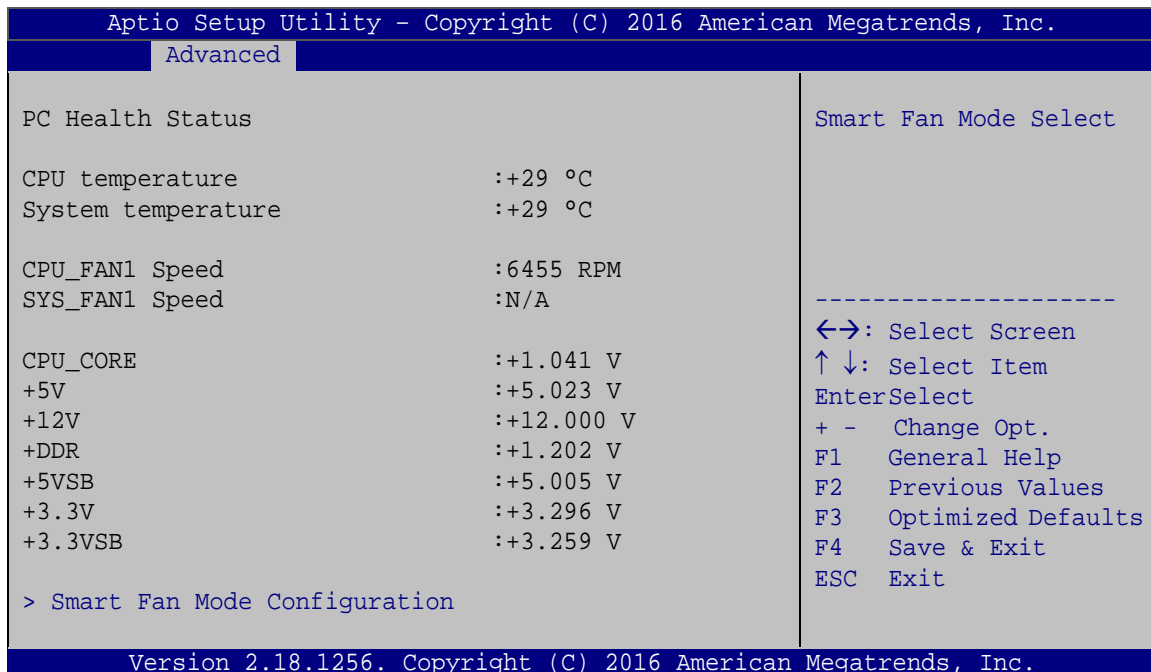 Aptio Setup Utility – Copyright (C) 2016 American Megatrends, Inc.
Advanced
PC Health Status
CPU temperature :+29 ºC
System temperature :+29 ºC
CPU_FAN1 Speed :6455 RPM
SYS_FAN1 Speed :N/A
CPU_CORE :+1.041 V
+5V :+5.023 V
+12V :+12.000 V
+DDR :+1.202 V
+5VSB :+5.005 V
+3.3V :+3.296 V
+3.3VSB :+3.259 V
> Smart Fan Mode Configuration
Smart Fan Mode Select
---------------------
←→: Select Screen
↑ ↓: Select Item
EnterSelect
+ - Change Opt.
F1 General Help
F2 Previous Values
F3 Optimized Defaults
F4 Save & Exit
ESC Exit
Version 2.18.1256. Copyright (C) 2016 American Megatrends, Inc.